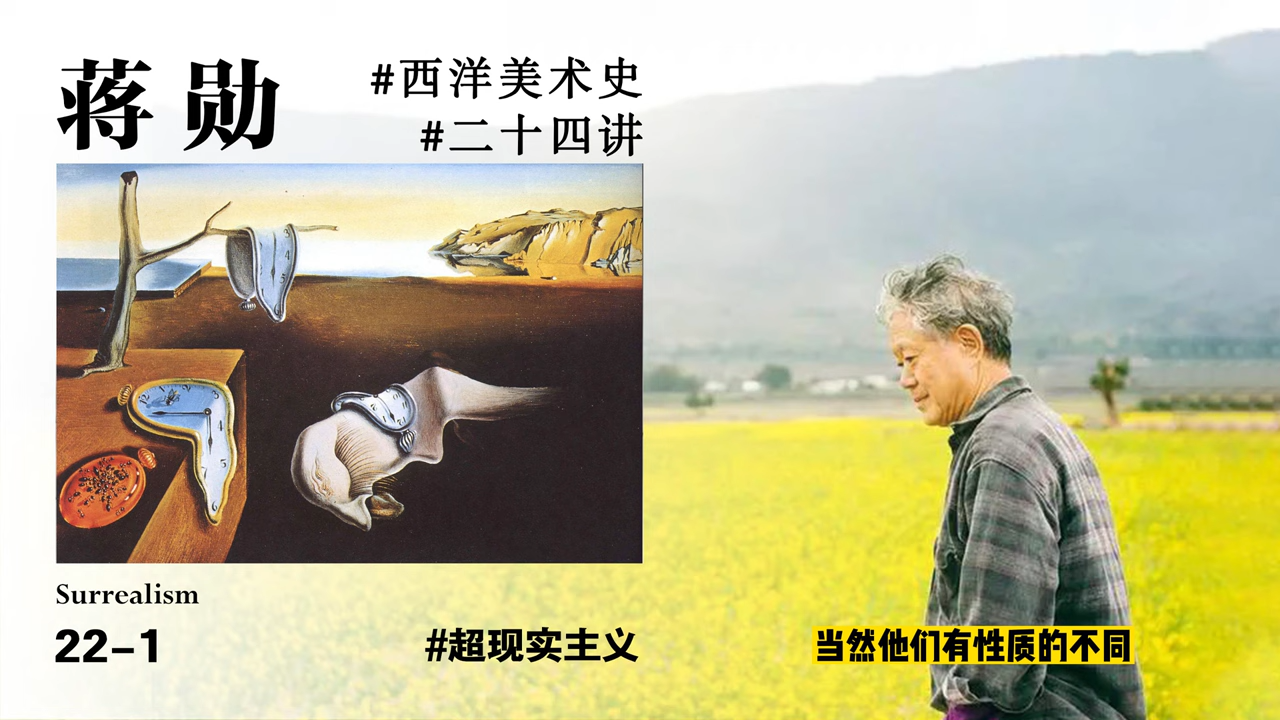 蒋勋
#西洋美术史
#二十四讲
Surrealism
22-1
#超现实主义
当然他们有性质的不同